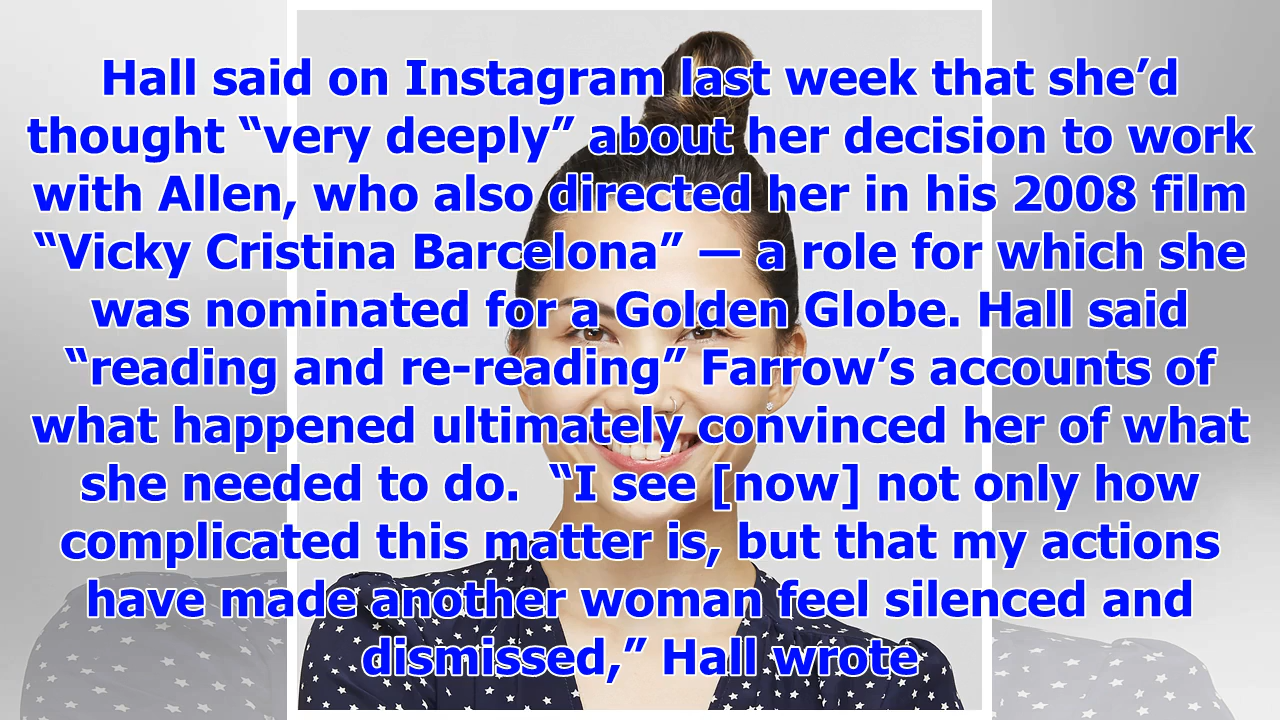 Hall said on Instagram last week that she’d
thought “very deeply” about her decision to work
with Allen, who also directed her in his 2008 film
“Vicky Cristina Barcelona” — a role for which she
was nominated for a Golden Globe. Hall said
“reading and re-reading” Farrow’s accounts of
what happened ultimately convinced her of what
she needed to do.  “I see [now] not only how
complicated this matter is, but that my actions
have made another woman feel silenced and
dismissed,” Hall wrote